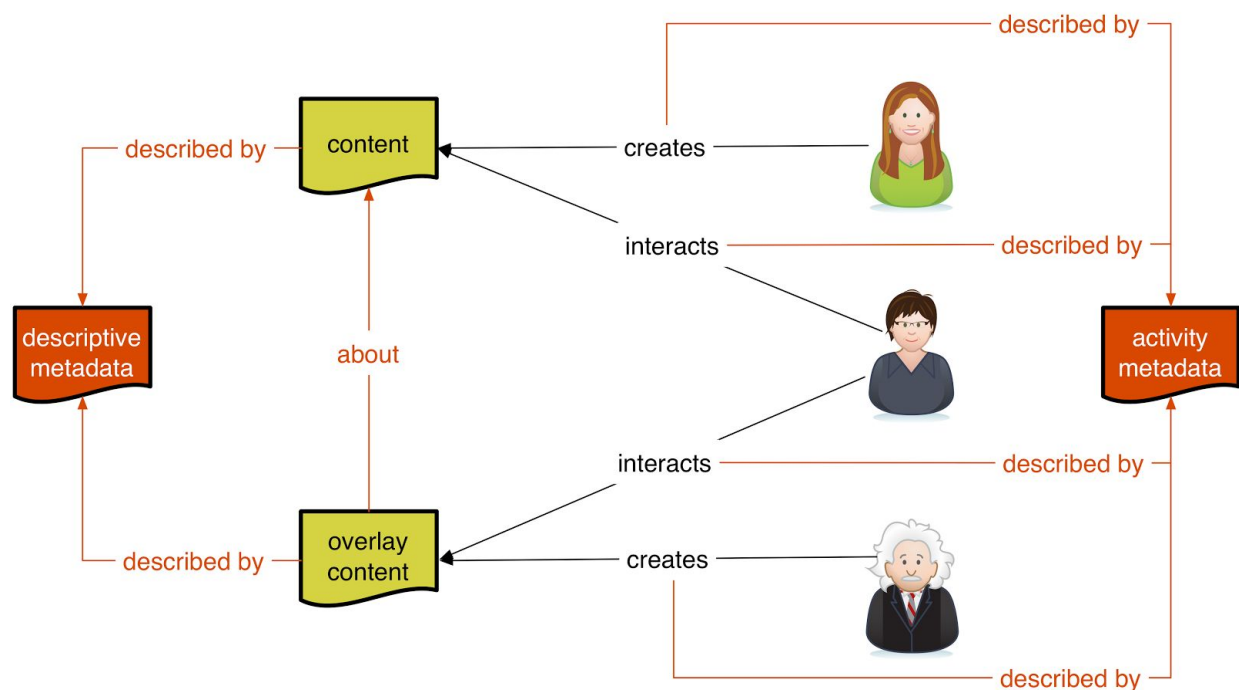 described by
described by
content
creates
interacts
described by
descriptive
metadata
about
activity
metadata
interacts
described by
described by
overlay
content
creates
described by